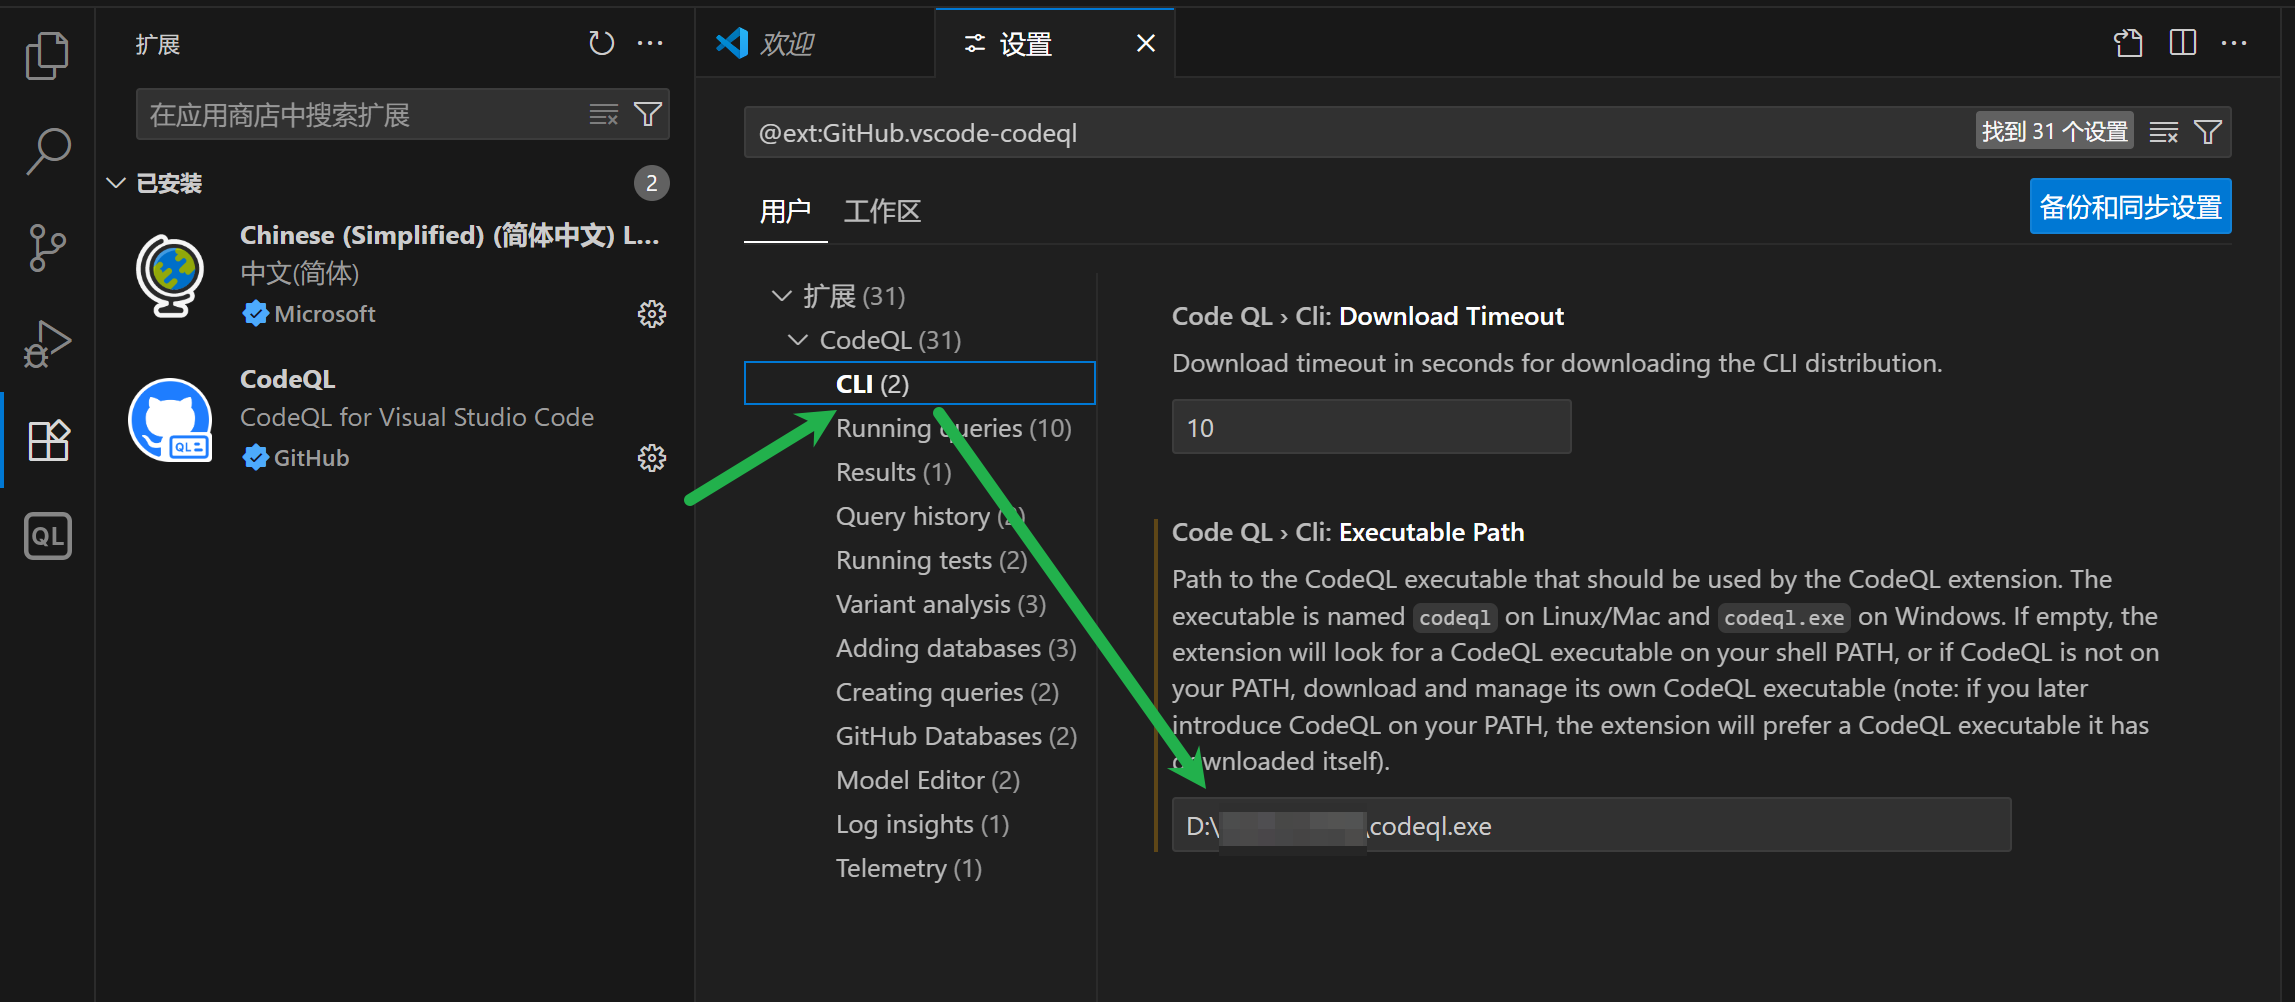 扩展
在应用商店中搜索扩展
已安装
2
Chinese (Simplified) (简体中文) L...
中文(简体)
Microsoft
CodeQL
CodeQL for Visual Studio Code
QL
GitHub
QL
欢迎
设置
@ext:GitHub.vscode-codeql
找到 31 个设置
用户
工作区
备份和同步设置
扩展 (31)
CodeQL (31)
CLI (2)
Running queries (10)
Results (1)
Query history (2)
Running tests (2)
Variant analysis (3)
Adding databases (3)
Creating queries (2)
GitHub Databases (2)
Model Editor (2)
Log insights (1)
Telemetry (1)
Code QL › Cli: Download Timeout
Download timeout in seconds for downloading the CLI distribution.
10
Code QL › Cli: Executable Path
Path to the CodeQL executable that should be used by the CodeQL extension. The
executable is named codeql on Linux/Mac and codeql.exe on Windows. If empty, the
extension will look for a CodeQL executable on your shell PATH, or if CodeQL is not on
your PATH, download and manage its own CodeQL executable (note: if you later
introduce CodeQL on your PATH, the extension will prefer a CodeQL executable it has
downloaded itself).
D:\ \codeql.exe